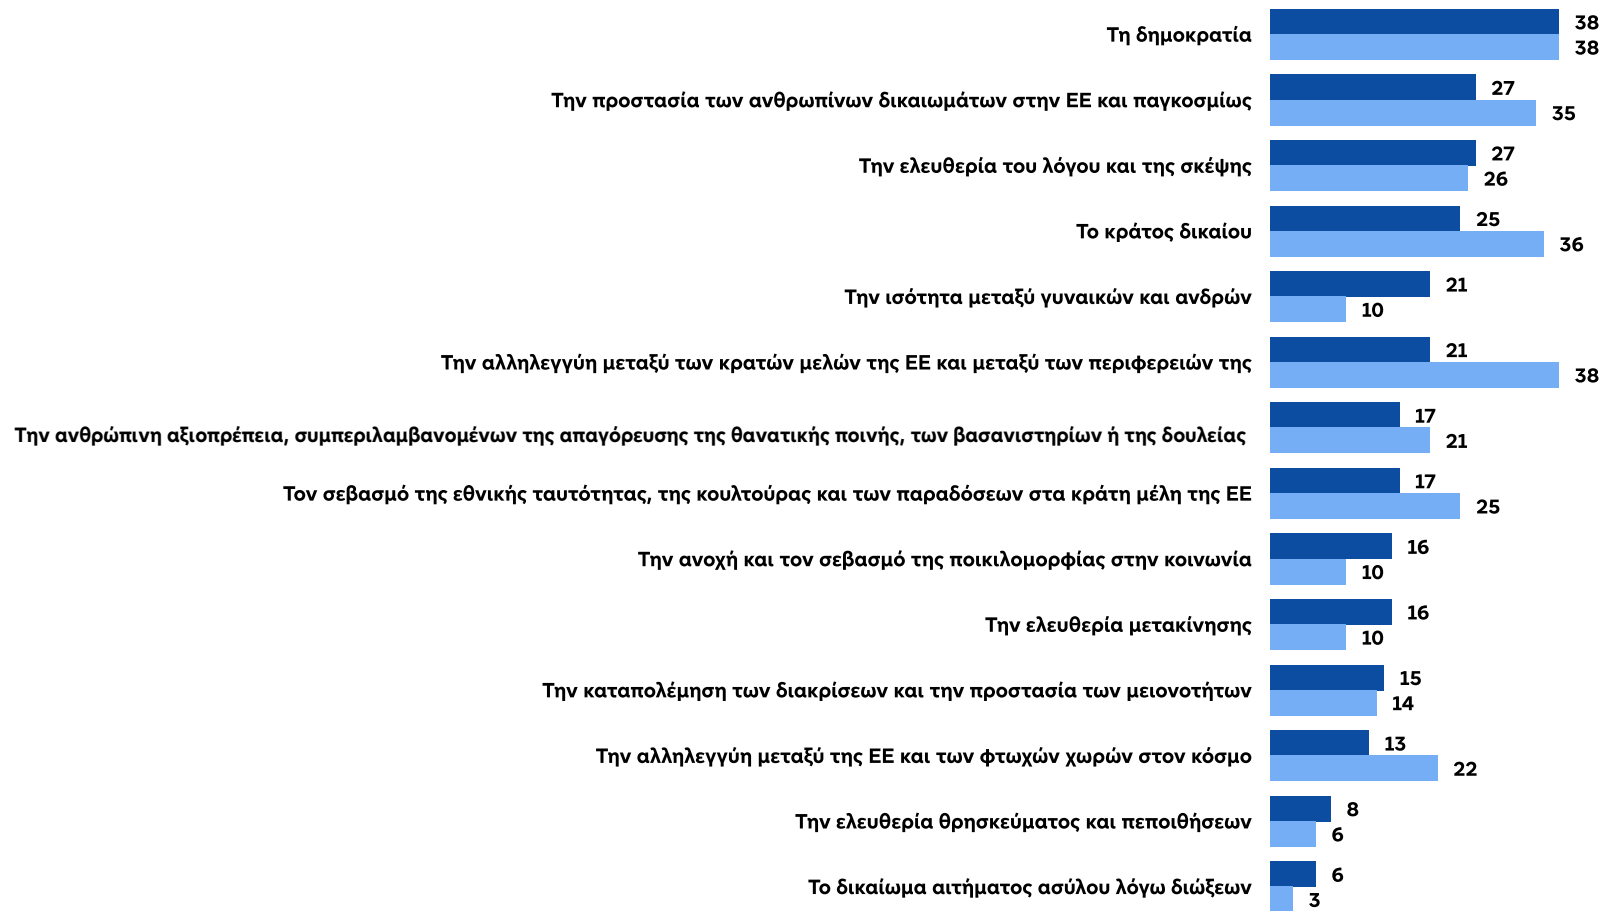 Τη δημοκρατία 38
38
Την προστασία των ανθρωπίνων δικαιωμάτων στην ΕΕ και παγκοσμίως 27
35
Την ελευθερία του λόγου και της σκέψης 27
26
Το κράτος δικαίου 25
36
Την ισότητα μεταξύ γυναικών και ανδρών 21
10
Την αλληλεγγύη μεταξύ των κρατών μελών της ΕΕ και μεταξύ των περιφερειών της 21
38
Την ανθρώπινη αξιοπρέπεια, συμπεριλαμβανομένων της απαγόρευσης της θανατικής ποινής, των βασανιστηρίων ή της δουλείας 17
21
Τον σεβασμό της εθνικής ταυτότητας, της κουλτούρας και των παραδόσεων στα κράτη μέλη της ΕΕ 17
25
Την ανοχή και τον σεβασμό της ποικιλομορφίας στην κοινωνία 16
10
Την ελευθερία μετακίνησης 16
10
Την καταπολέμηση των διακρίσεων και την προστασία των μειονοτήτων 15
14
Την αλληλεγγύη μεταξύ της ΕΕ και των φτωχών χωρών στον κόσμο 13
22
Την ελευθερία θρησκεύματος και πεποιθήσεων 8
6
Το δικαίωμα αιτήματος ασύλου λόγω διώξεων 6
3